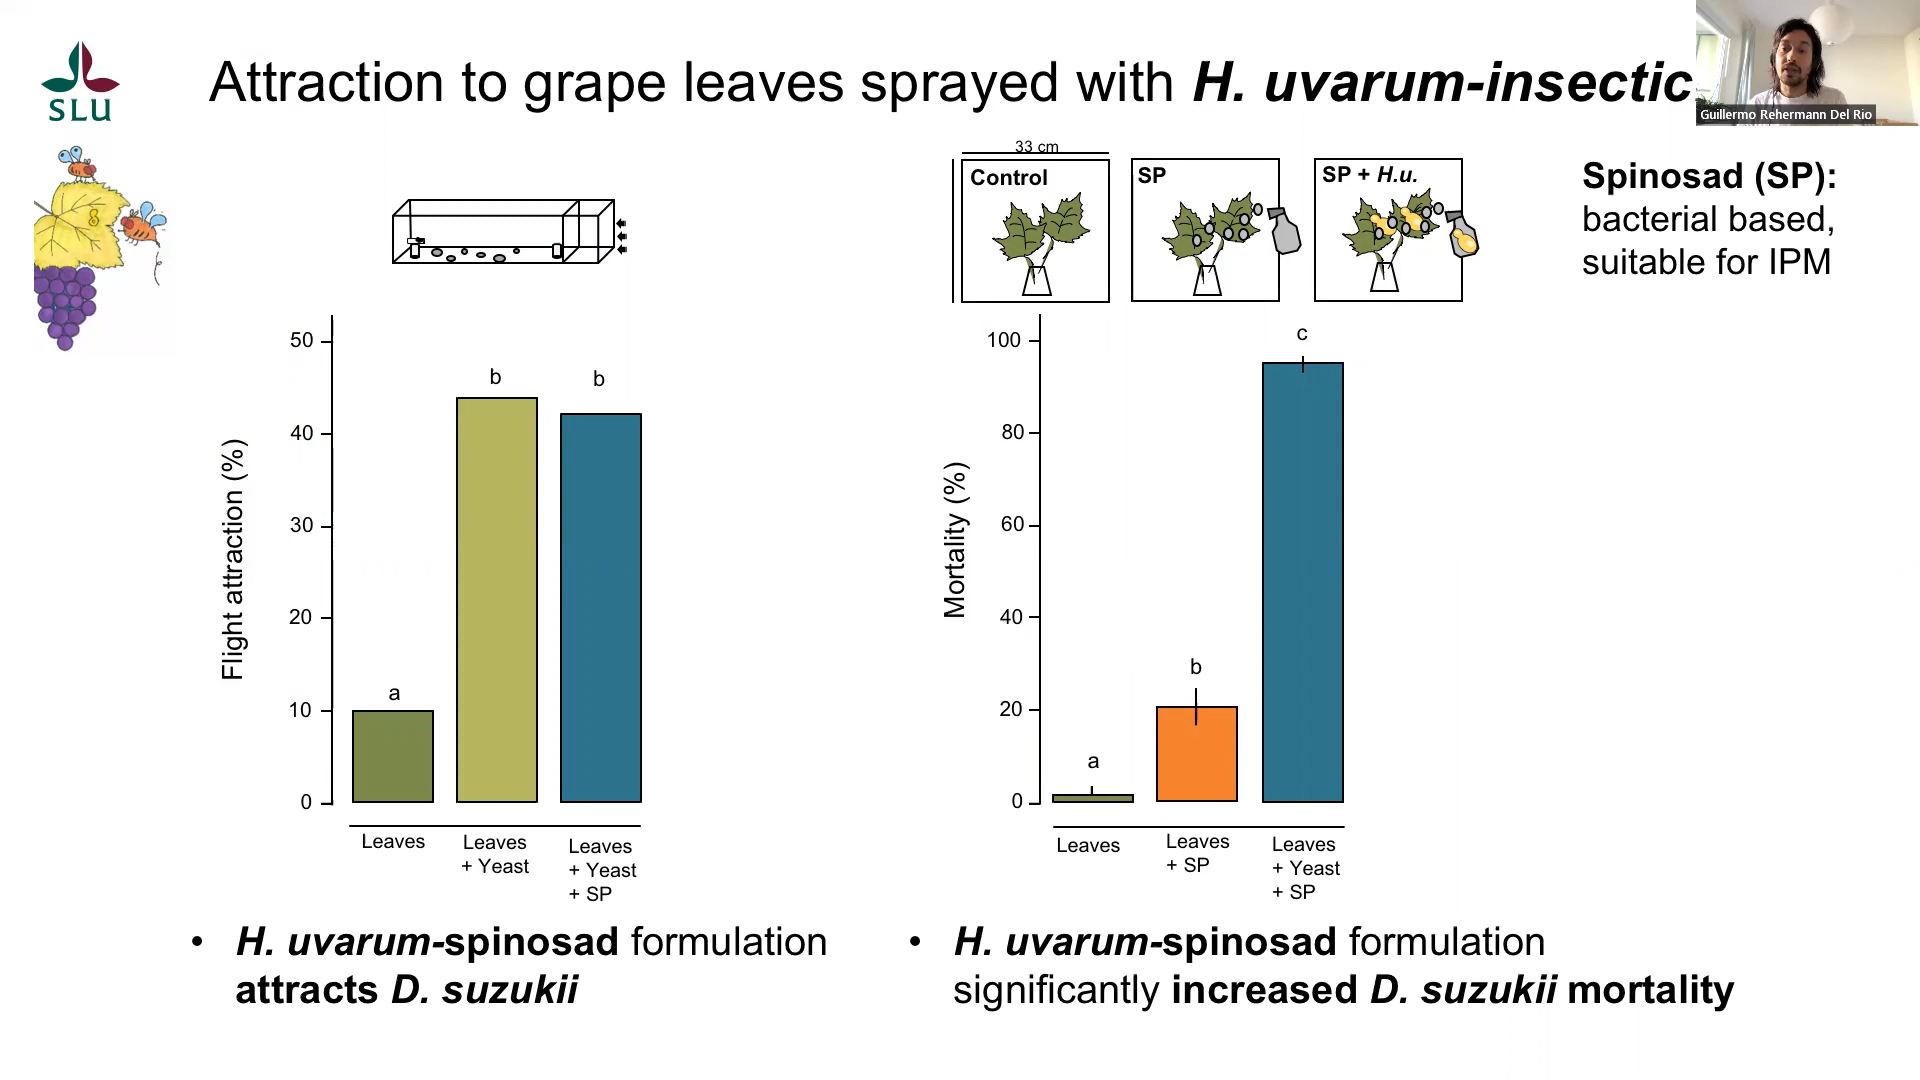 SLU
Attraction to grape leaves sprayed with H. uvarum-insectic
Guillermo Rehermann Del Rio
33 cm
Control
SP
SP + H.u.
Spinosad (SP):
bacterial based,
suitable for IPM
Flight attraction (%)
50
40
30
20
10
0
a
b
b
Leaves
Leaves
+ Yeast
Leaves
+ Yeast
+ SP
Mortality (%)
100
80
60
40
20
0
a
b
c
Leaves
Leaves
+ SP
Leaves
+ Yeast
+ SP
• H. uvarum-spinosad formulation
attracts D. suzukii
• H. uvarum-spinosad formulation
significantly increased D. suzukii mortality